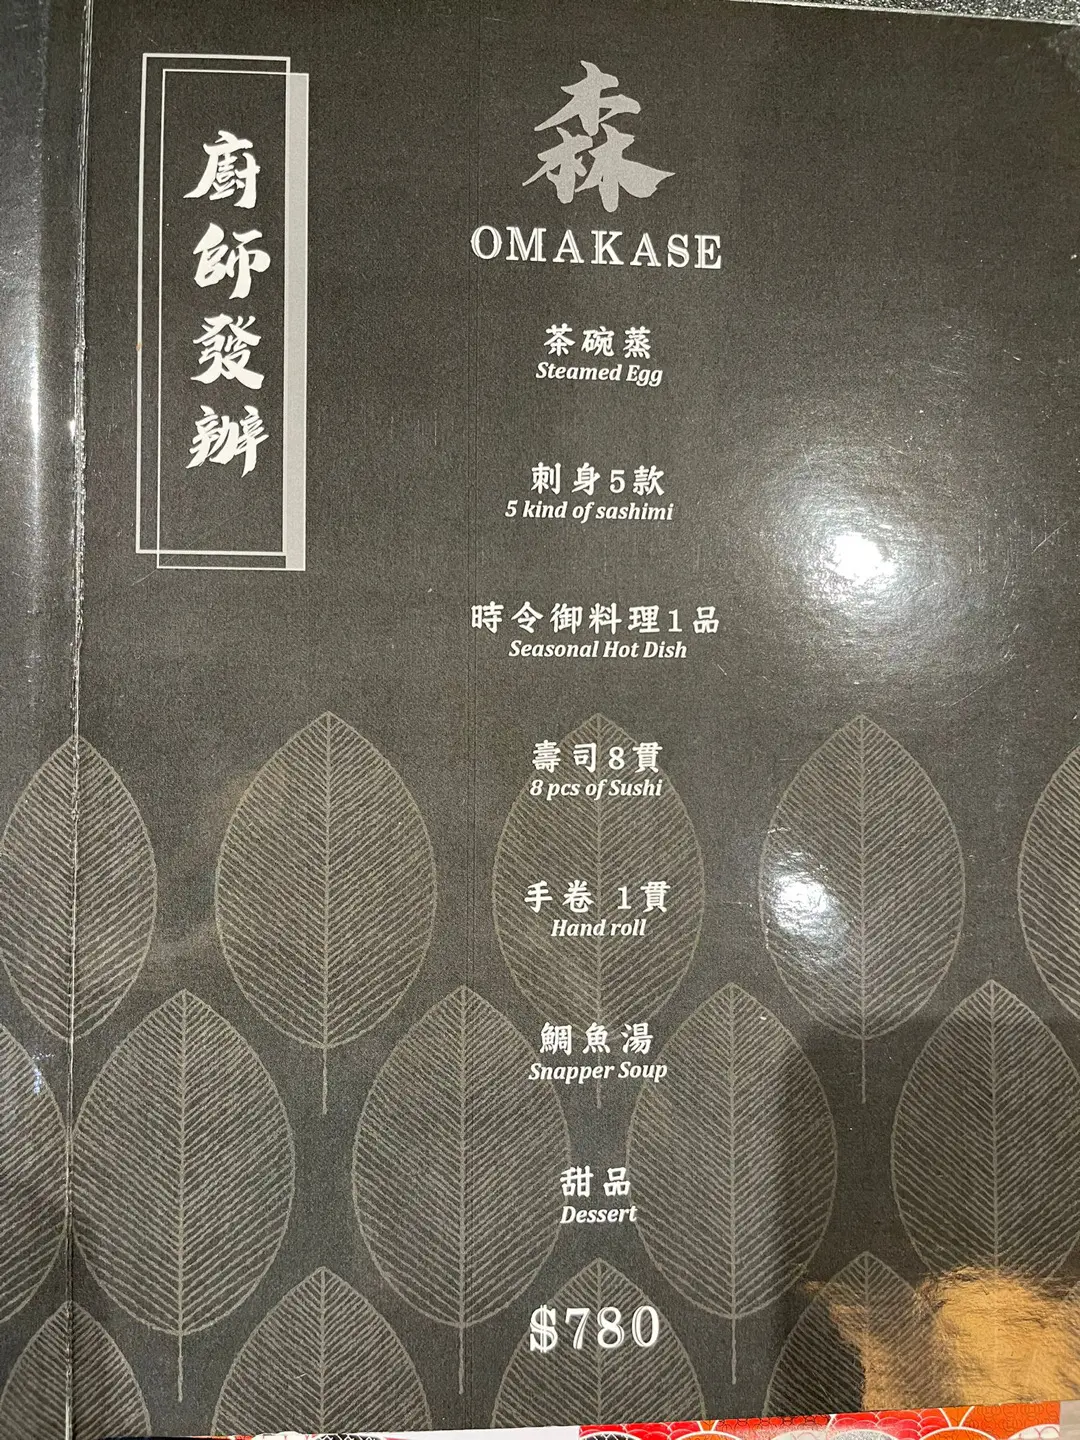 廚師發辦
森
OMAKASE
茶碗蒸
Steamed Egg
刺身5款
5 kind of sashimi
時令御料理1品
Seasonal Hot Dish
壽司8貫
8 pcs of Sushi
手卷 1貫
Hand roll
鯛魚湯
Snapper Soup
甜品
Dessert
$780